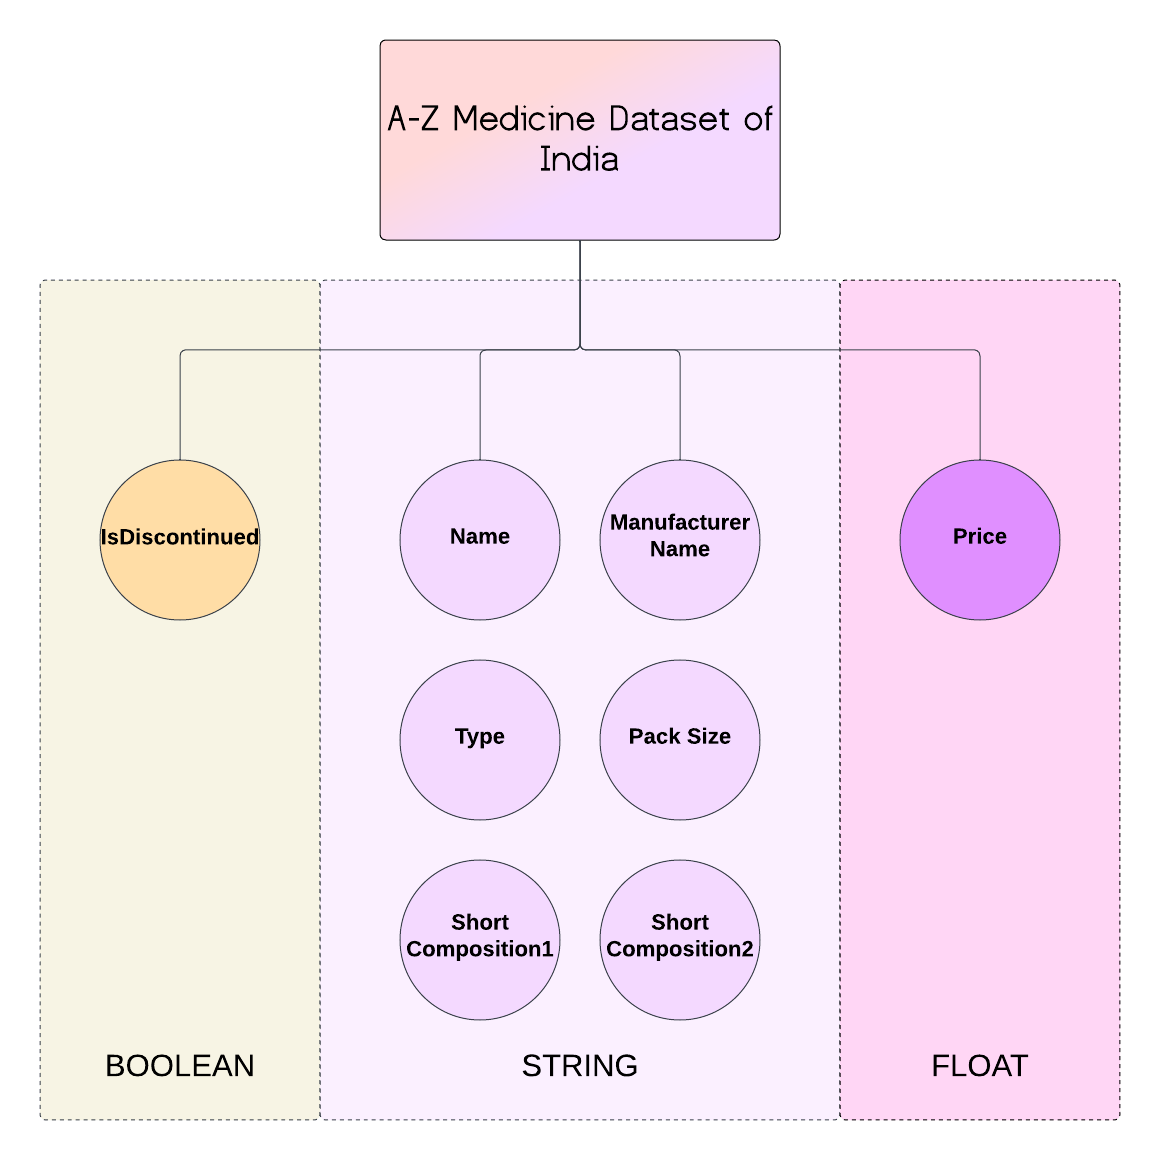 A-Z Medicine Dataset of
India
IsDiscontinued
Name
Manufacturer
Name
Price
Type
Pack Size
Short
Composition1
Short
Composition2
BOOLEAN
STRING
FLOAT